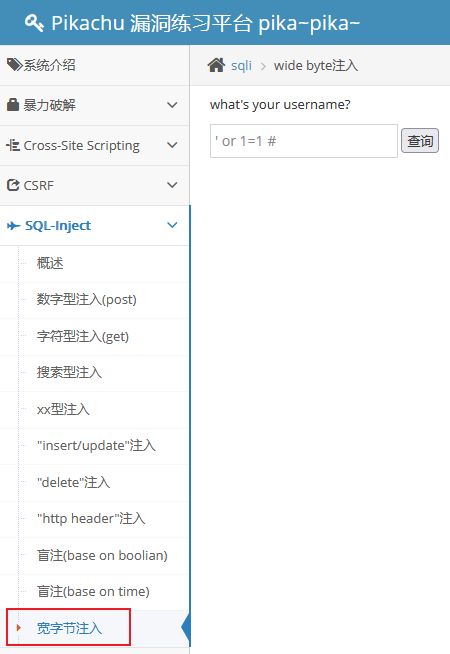 Pikachu 漏洞练习平台 pika~pika~
系统介绍
暴力破解
Cross-Site Scripting
CSRF
SQL-Inject
概述
数字型注入(post)
字符型注入(get)
搜索型注入
xx型注入
"insert/update"注入
"delete"注入
"http header"注入
盲注(base on boolian)
盲注(base on time)
宽字节注入
sqli > wide byte注入
what's your username?
' or 1=1 # 查询